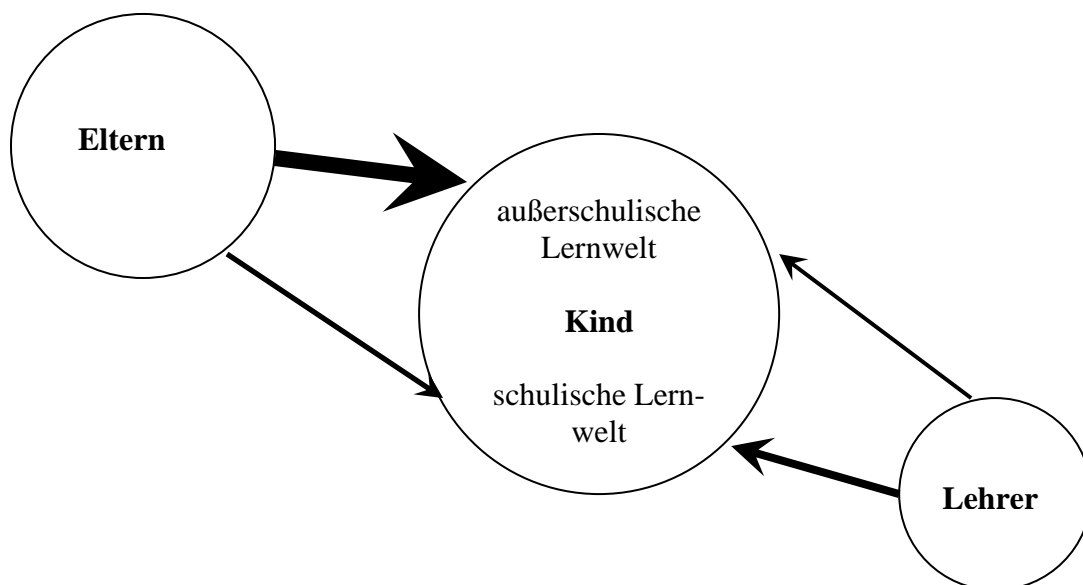 Eltern
außerschulische
Lernwelt
Kind
schulische Lern-
welt
Lehrer